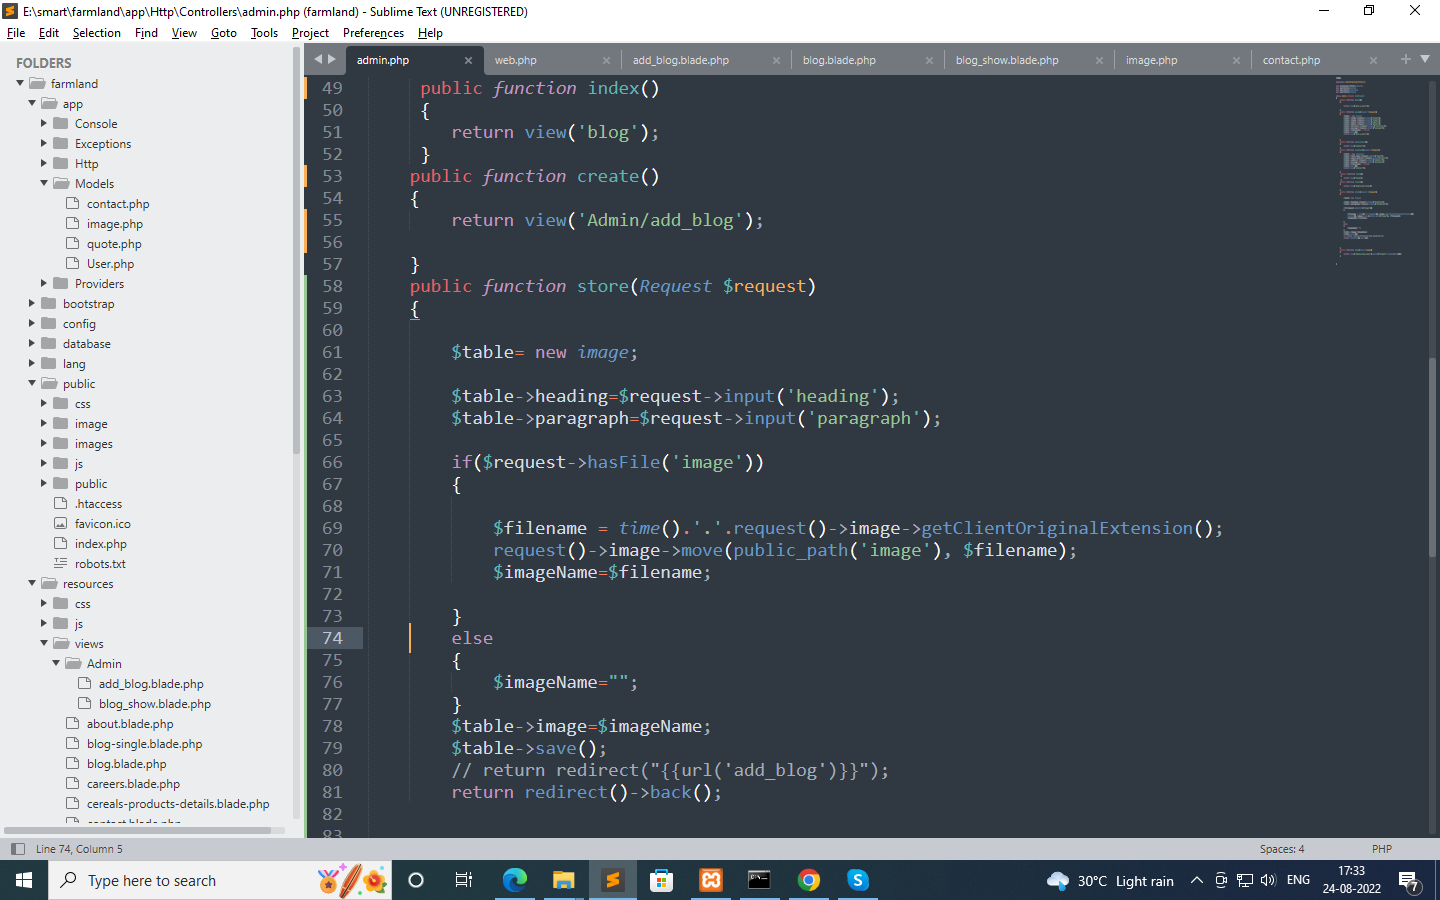 E:\smart\farmland\app\Http\Controllers\admin.php (farmland) - Sublime Text (UNREGISTERED)
File Edit Selection Find View Goto Tools Project Preferences Help
FOLDERS
farmland
app
Console
Exceptions
Http
Models
contact.php
image.php
quote.php
User.php
Providers
bootstrap
config
database
lang
public
css
image
images
js
public
.htaccess
favicon.ico
index.php
robots.txt
resources
css
js
views
Admin
add_blog.blade.php
blog_show.blade.php
about.blade.php
blog-single.blade.php
blog.blade.php
careers.blade.php
cereals-products-details.blade.php
contact.blade.php
admin.php web.php add_blog.blade.php blog.blade.php blog_show.blade.php image.php contact.php
49 public function index()
50 {
51 return view('blog');
52 }
53 public function create()
54 {
55 return view('Admin/add_blog');
56
57 }
58 public function store(Request $request)
59 {
60
61 $table= new image;
62
63 $table->heading=$request->input('heading');
64 $table->paragraph=$request->input('paragraph');
65
66 if($request->hasFile('image'))
67 {
68
69 $filename = time().'.'.request()->image->getClientOriginalExtension();
70 request()->image->move(public_path('image'), $filename);
71 $imageName=$filename;
72
73 }
74 else
75 {
76 $imageName="";
77 }
78 $table->image=$imageName;
79 $table->save();
80 // return redirect("{{url('add_blog')}}");
81 return redirect()->back();
82
83
Line 74, Column 5 Spaces: 4 PHP
Type here to search 30°C Light rain ENG 17:33
24-08-2022 7